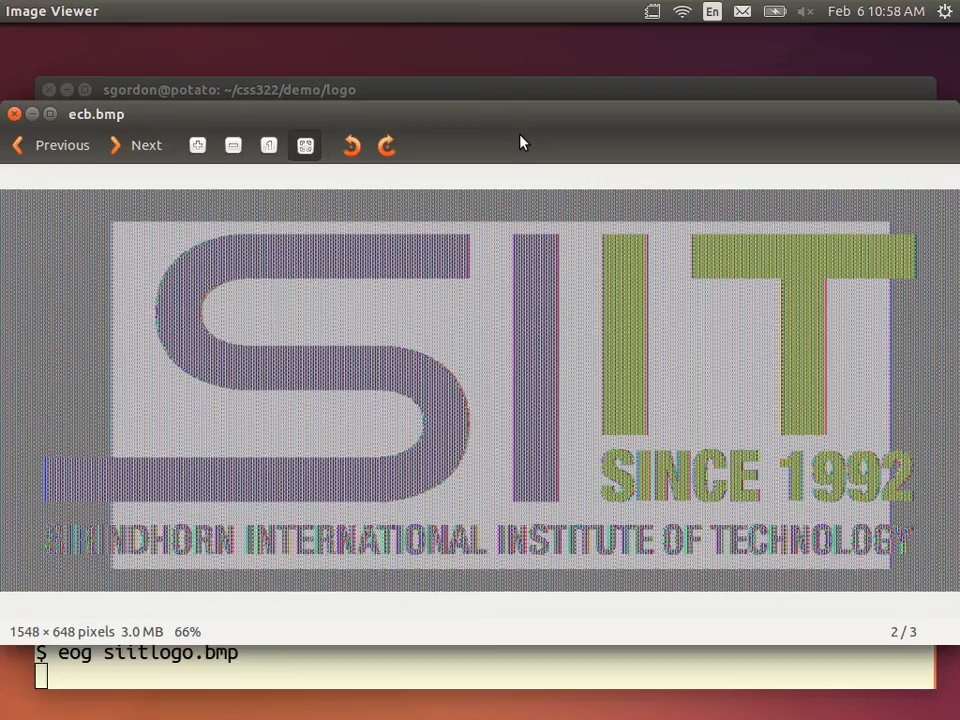 Image Viewer
En
Feb 6 10:58 AM
sgordon@potato: ~/css322/demo/logo
ecb.bmp
Previous
Next
SIIT
SINCE 1992
SIRINDHORN INTERNATIONAL INSTITUTE OF TECHNOLOGY
1548 × 648 pixels 3.0 MB 66%
2 / 3
$ eog siitlogo.bmp